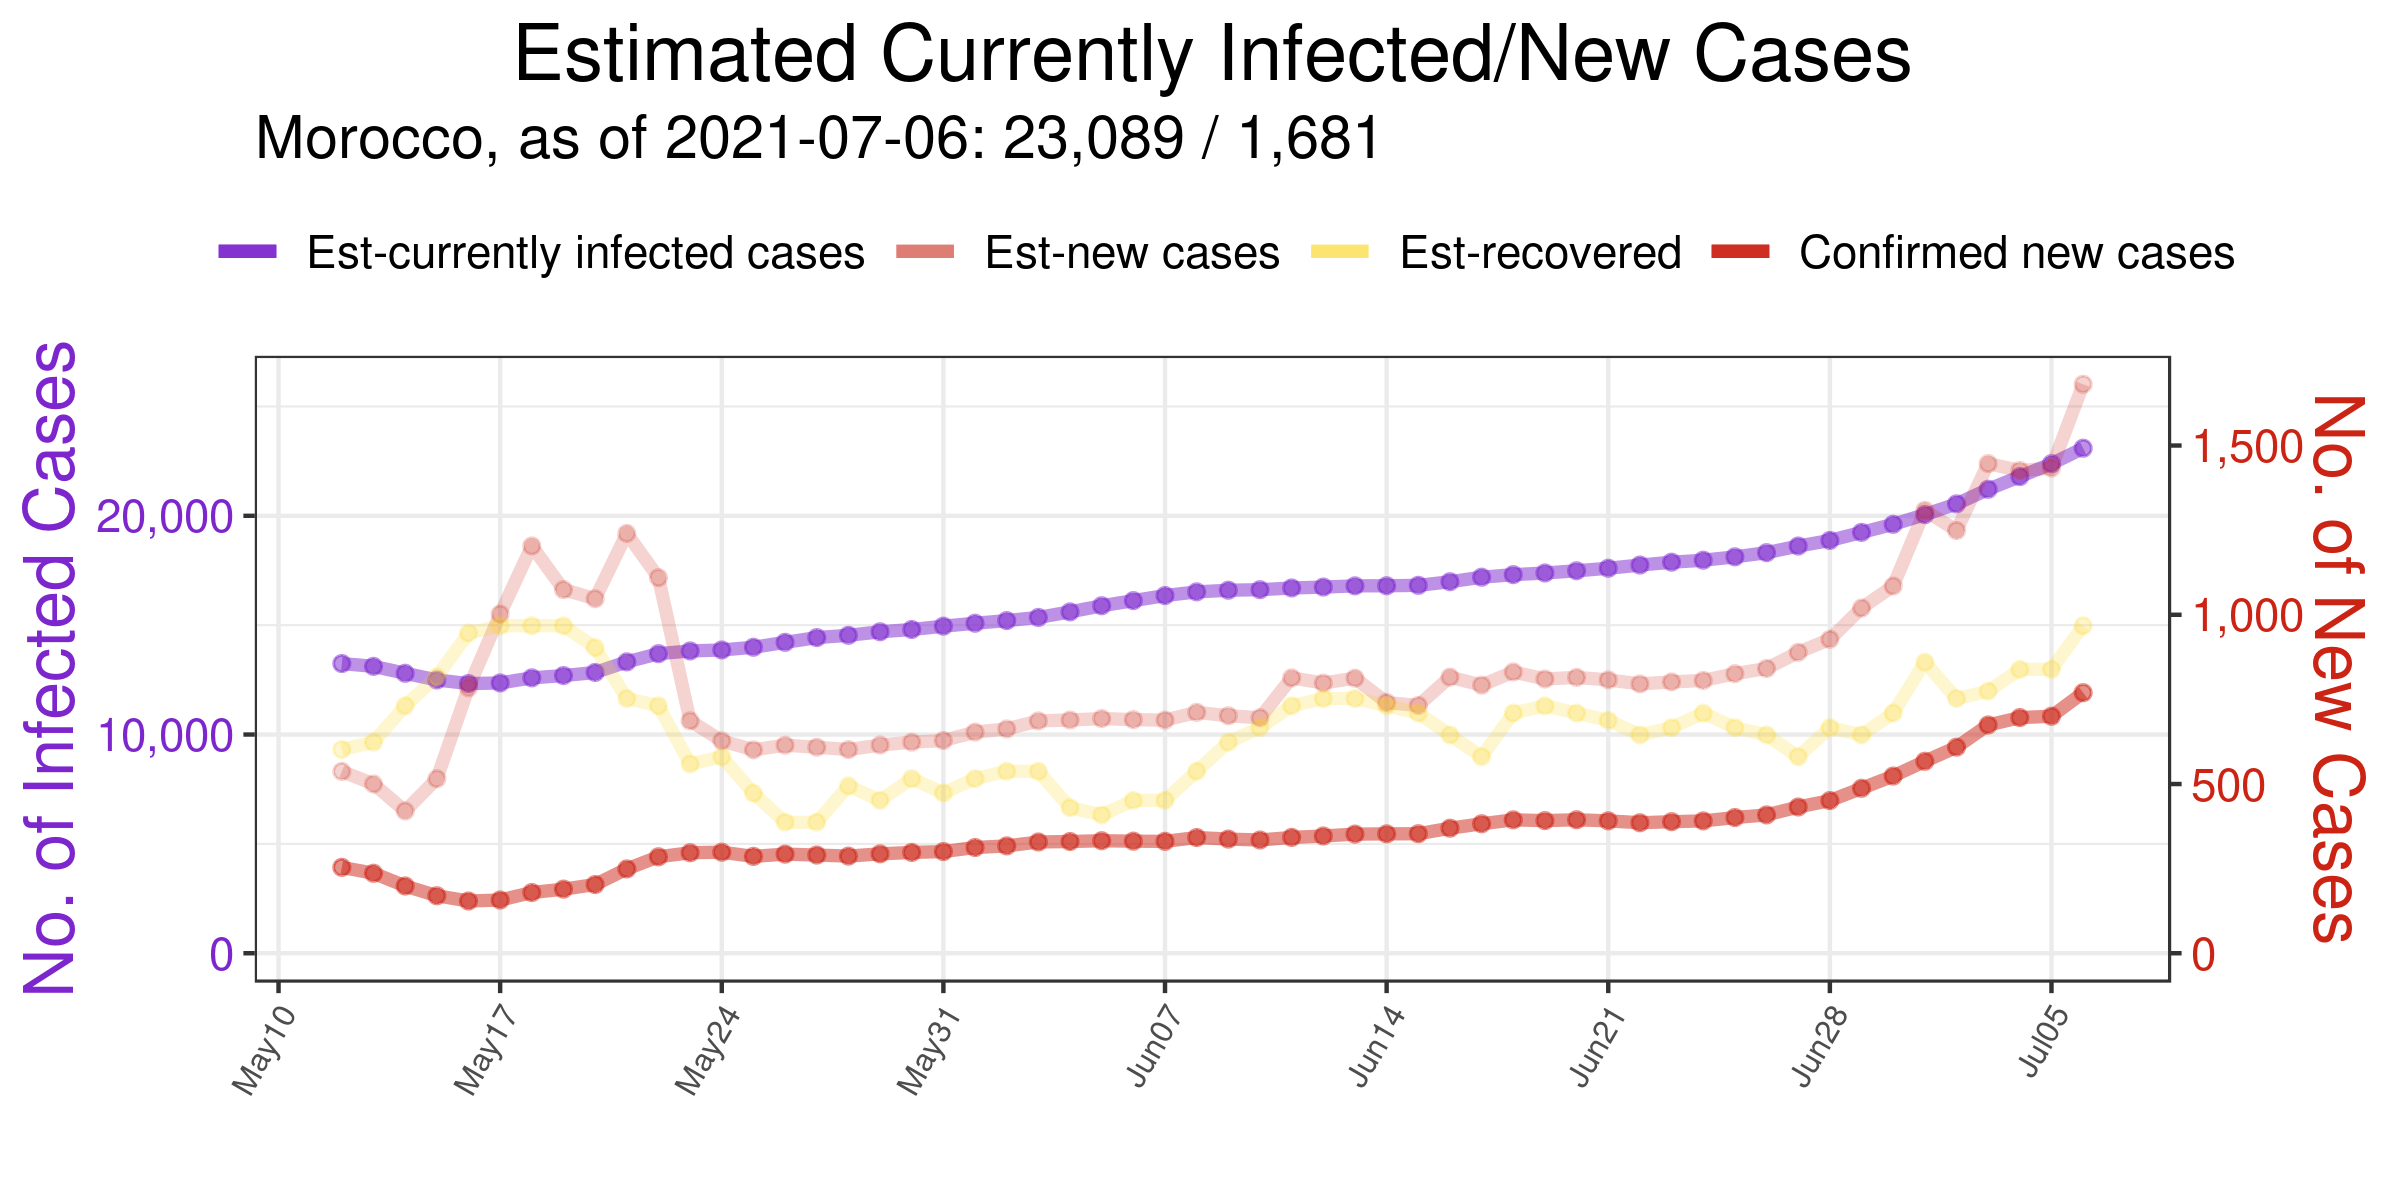 Estimated Currently Infected/New Cases
Morocco, as of 2021-07-06: 23,089 / 1,681
Est-currently infected cases Est-new cases Est-recovered Confirmed new cases
No. of Infected Cases
20,000
10,000
0
1,500
1,000
500
0
No. of New Cases
May10 May17 May24 May31 Jun07 Jun14 Jun21 Jun28 Jul05